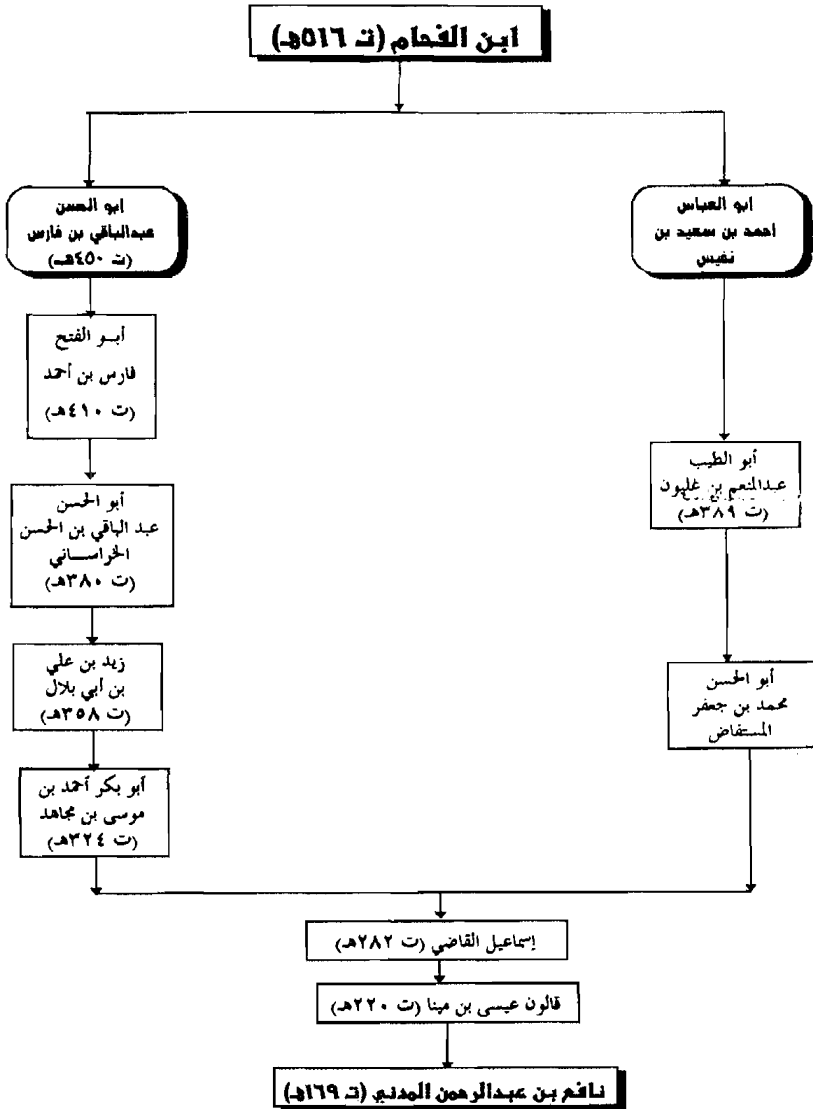 ابن الفحام (تـ ٥١٦هـ)
ابو العباس
احمد بن سعيد بن
نفيس
ابو الحسن
عبدالباقي بن فارس
(تـ ٤٥٠هـ)
أبو الفتح
فارس بن أحمد
(ت ٤١٠هـ)
أبو الطيب
عبدالمنعم بن غلبون
(ت ٣٨٩هـ)
أبو الحسن
عبد الباقي بن الحسن
الخراساني
(ت ٣٨٠هـ)
أبو الحسن
محمد بن جعفر
المستفاض
زيد بن علي
بن أبي بلال
(ت ٣٥٨هـ)
أبو بكر أحمد بن
موسى بن مجاهد
(ت ٣٢٤هـ)
إسماعيل القاضي (ت ٢٨٢هـ)
قالون عيسى بن مينا (ت ٢٢٠هـ)
نافع بن عبدالرحمن المدني (تـ ١٦٩هـ)